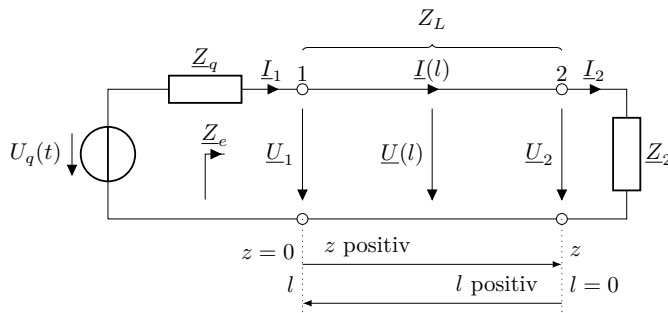 Z_L
Z_q I_1 1 I(l) 2 I_2
U_q(t) Z_e U_1 U(l) U_2 Z_2
z = 0 z positiv z
l l positiv l = 0